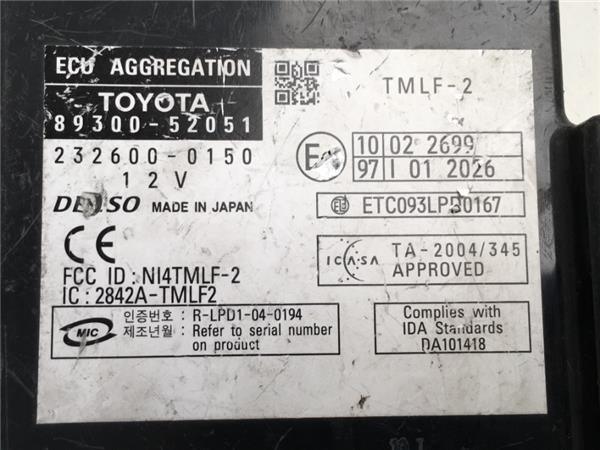 ECU AGGREGATION
TOYOTA
89300-52051
232600-0150
12V
DENSO MADE IN JAPAN
CE
FCC ID : NI4TMLF-2
IC : 2842A-TMLF2
MIC
인증번호 : R-LPD1-04-0194
제조년월 : Refer to serial number
on product
TMLF-2
E
10 02 2699
97 I 01 2026
ETC093LPD0167
ICASA
TA-2004/345
APPROVED
Complies with
IDA Standards
DA101418